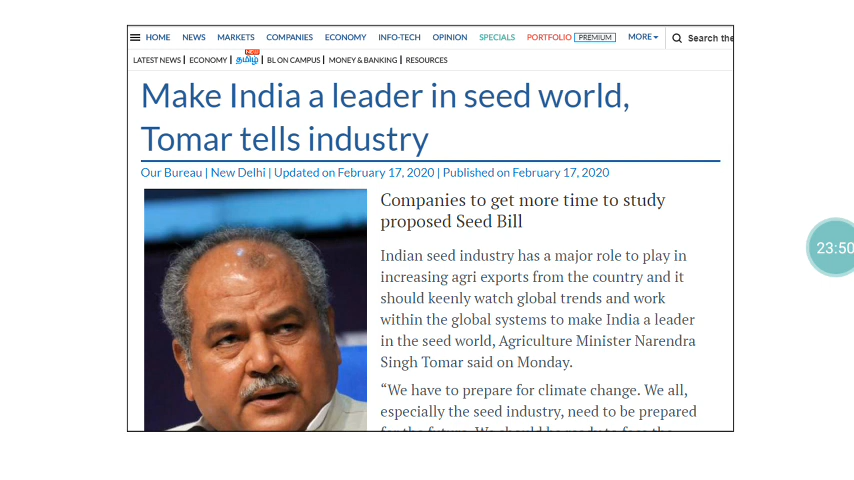 HOME NEWS MARKETS COMPANIES ECONOMY INFO-TECH OPINION SPECIALS PORTFOLIO PREMIUM MORE Search the
LATEST NEWS | ECONOMY | தமிழ் NEW | BL ON CAMPUS | MONEY & BANKING | RESOURCES
Make India a leader in seed world,
Tomar tells industry
Our Bureau | New Delhi | Updated on February 17, 2020 | Published on February 17, 2020
Companies to get more time to study
proposed Seed Bill
Indian seed industry has a major role to play in
increasing agri exports from the country and it
should keenly watch global trends and work
within the global systems to make India a leader
in the seed world, Agriculture Minister Narendra
Singh Tomar said on Monday.
“We have to prepare for climate change. We all,
especially the seed industry, need to be prepared
23:50